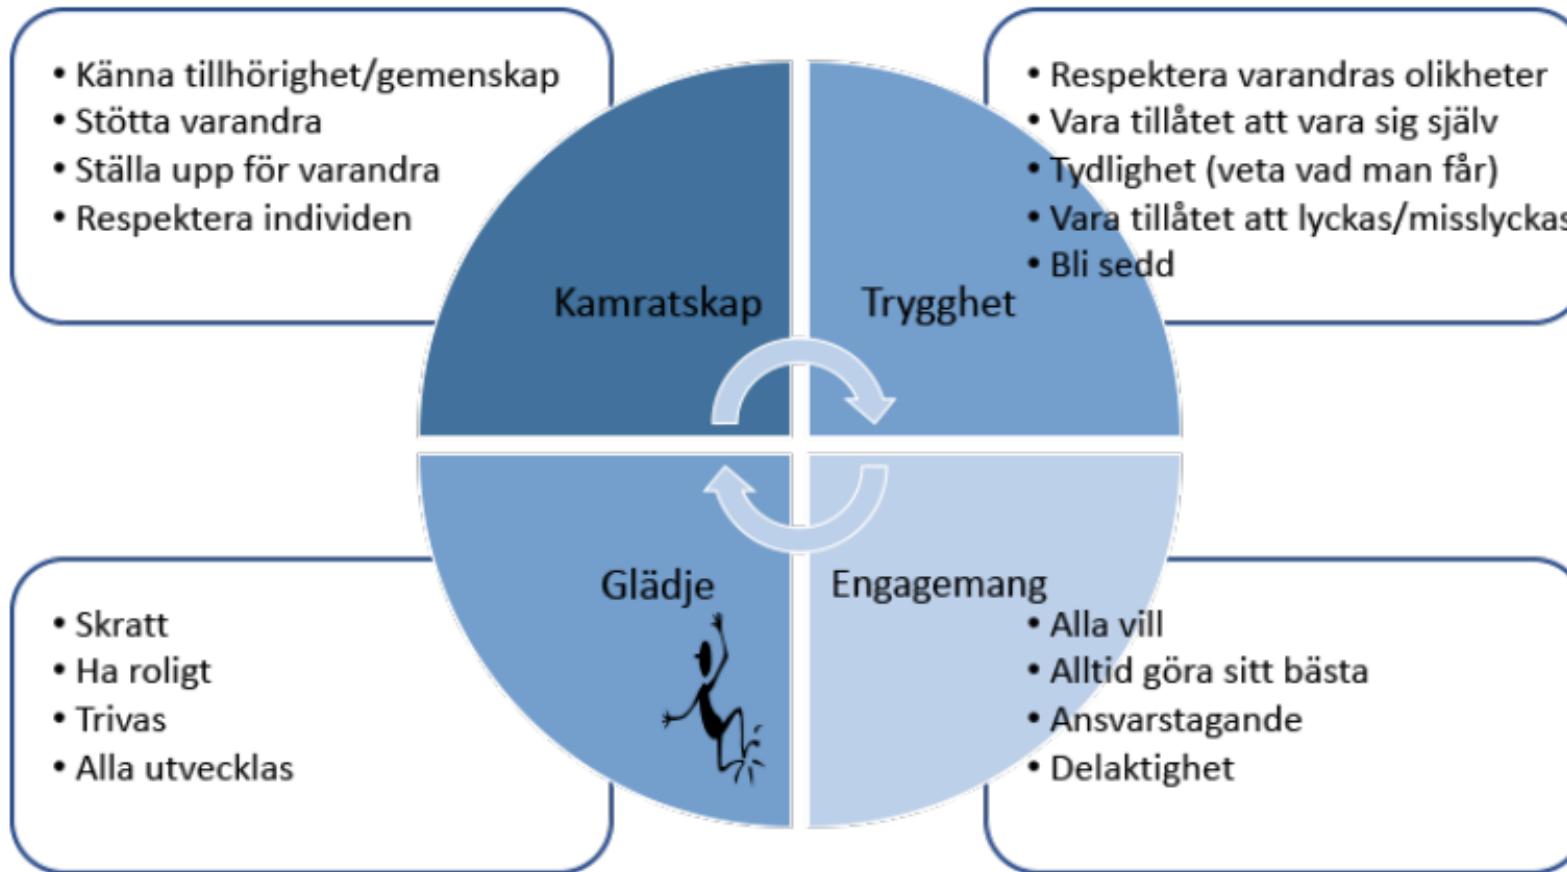 • Känna tillhörighet/gemenskap
• Stötta varandra
• Ställa upp för varandra
• Respektera individen
Kamratskap
• Respektera varandras olikheter
• Vara tillåtet att vara sig själv
• Tydlighet (veta vad man får)
• Vara tillåtet att lyckas/misslyckas
• Bli sedd
Trygghet
Glädje
• Skratt
• Ha roligt
• Trivas
• Alla utvecklas
Engagemang
• Alla vill
• Alltid göra sitt bästa
• Ansvarstagande
• Delaktighet